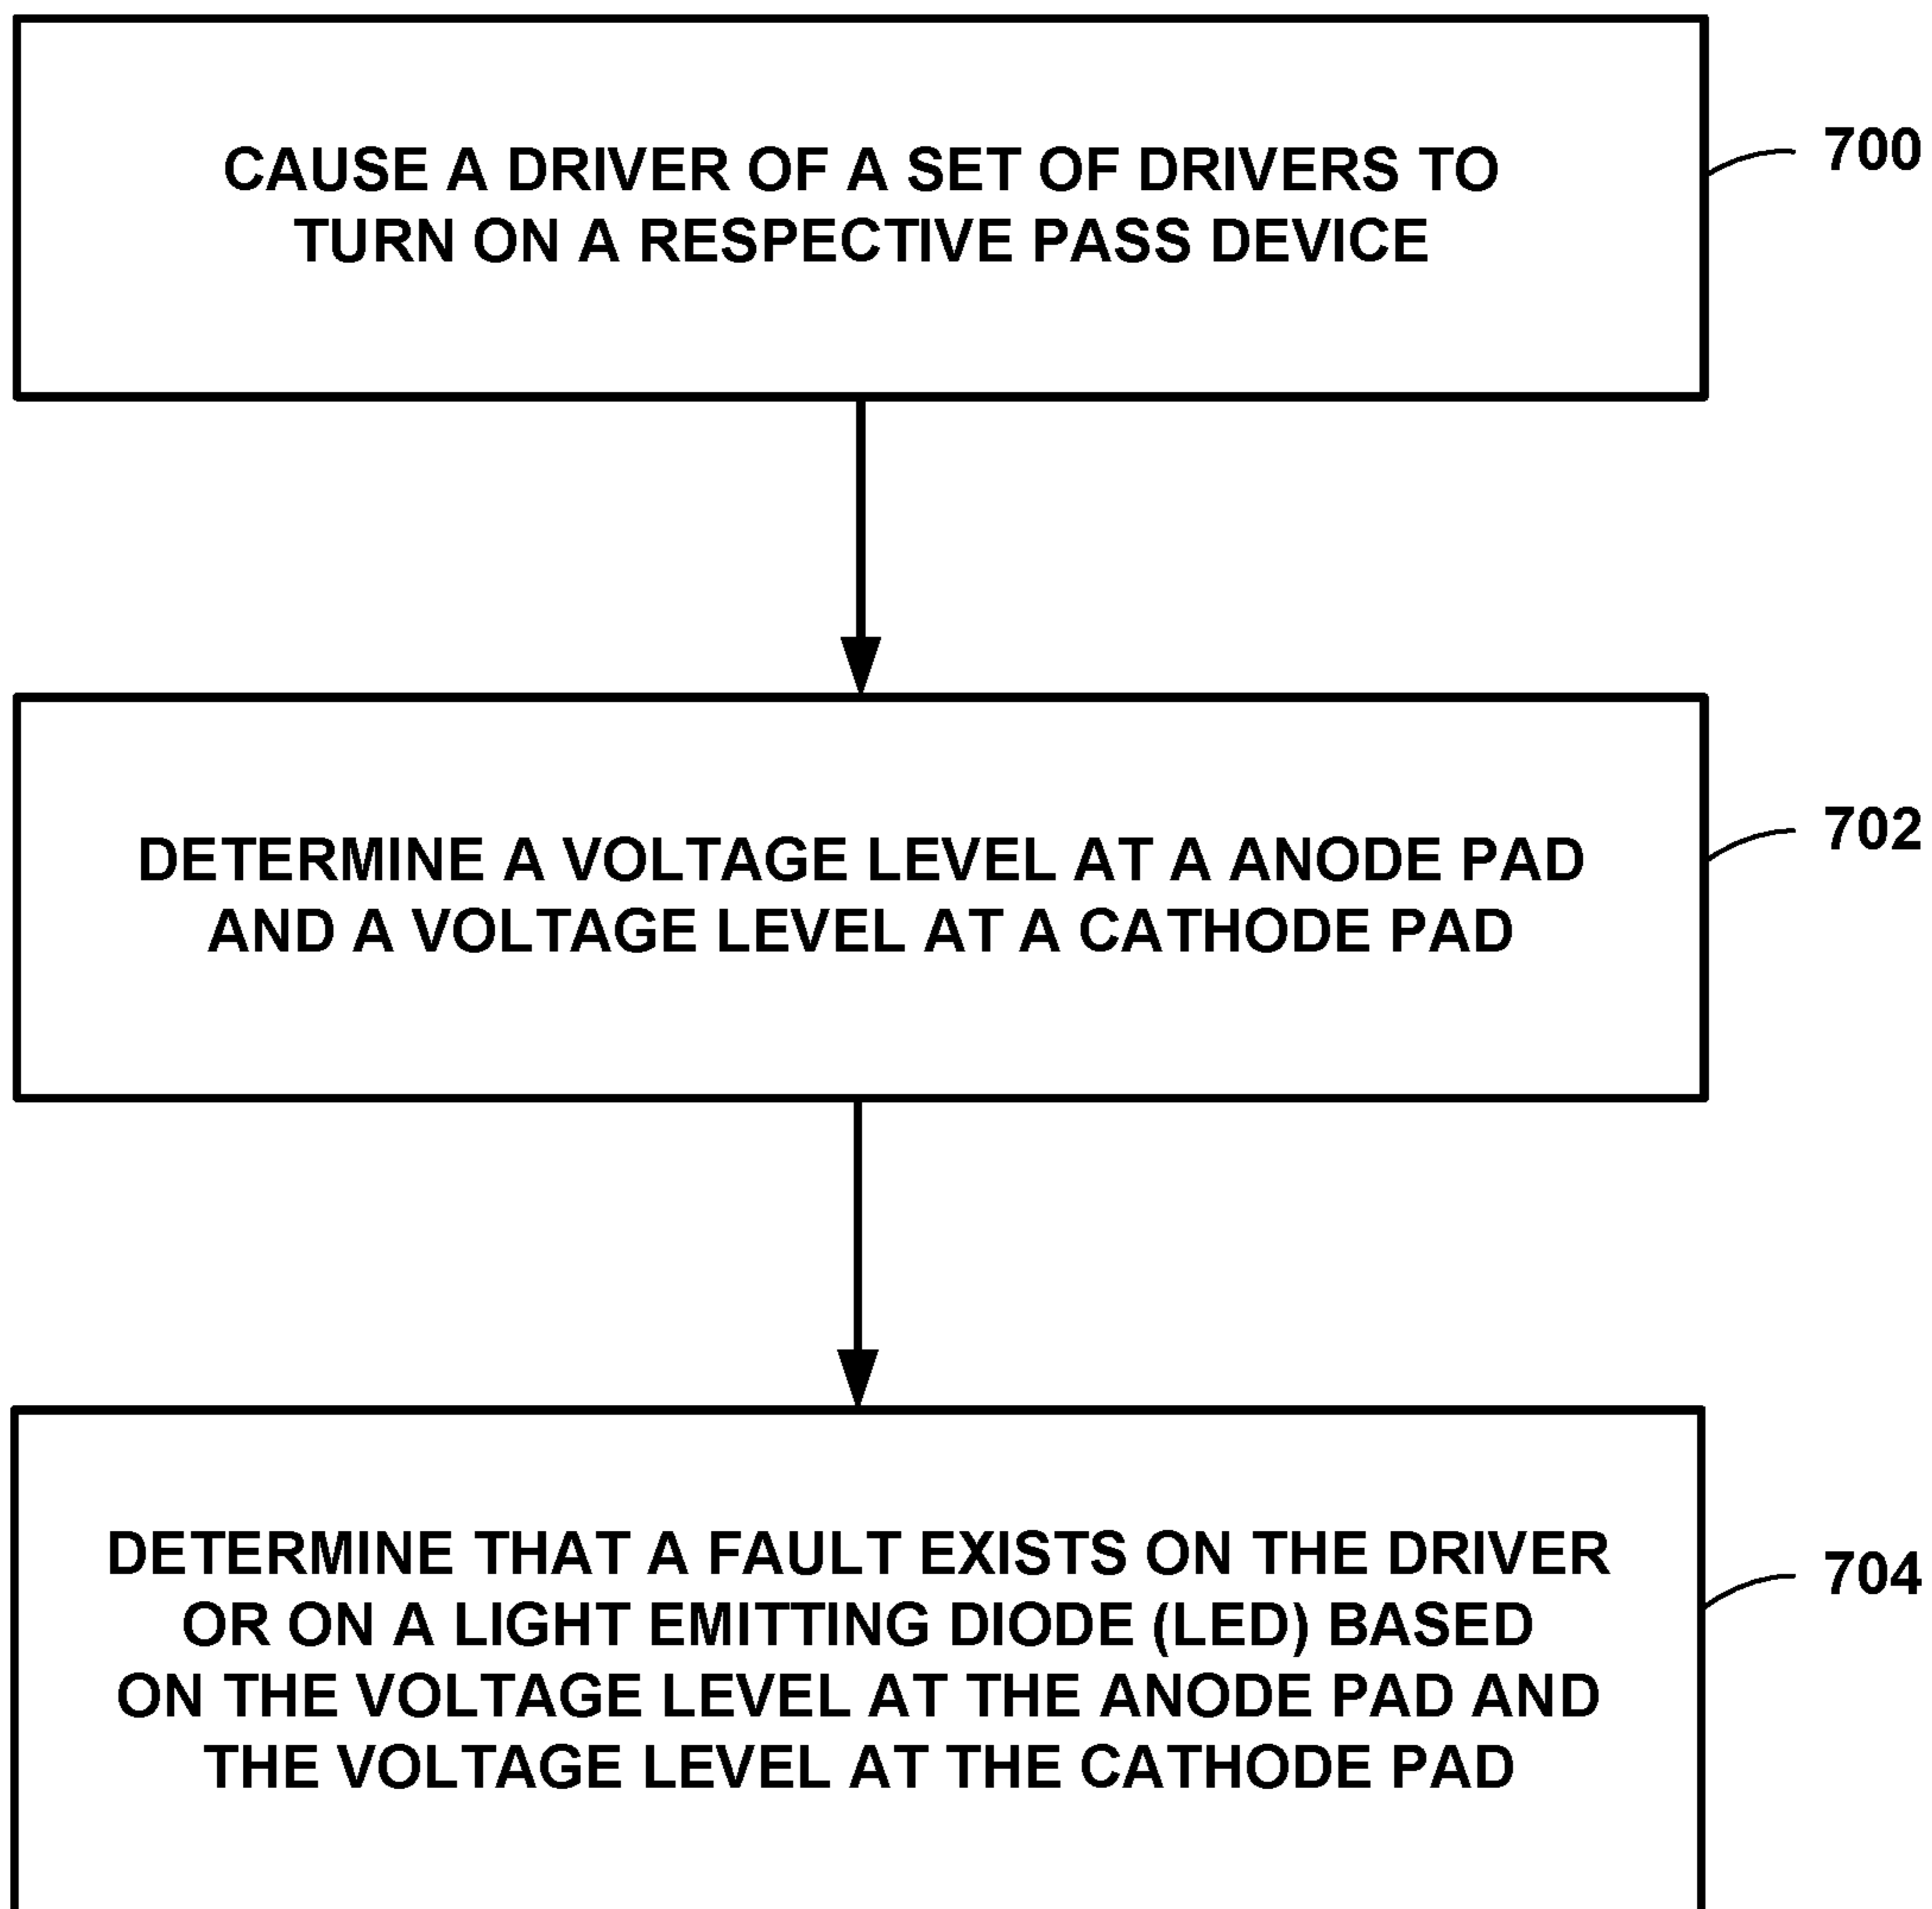 CAUSE A DRIVER OF A SET OF DRIVERS TO
TURN ON A RESPECTIVE PASS DEVICE
700
DETERMINE A VOLTAGE LEVEL AT A ANODE PAD
AND A VOLTAGE LEVEL AT A CATHODE PAD
702
DETERMINE THAT A FAULT EXISTS ON THE DRIVER
OR ON A LIGHT EMITTING DIODE (LED) BASED
ON THE VOLTAGE LEVEL AT THE ANODE PAD AND
THE VOLTAGE LEVEL AT THE CATHODE PAD
704